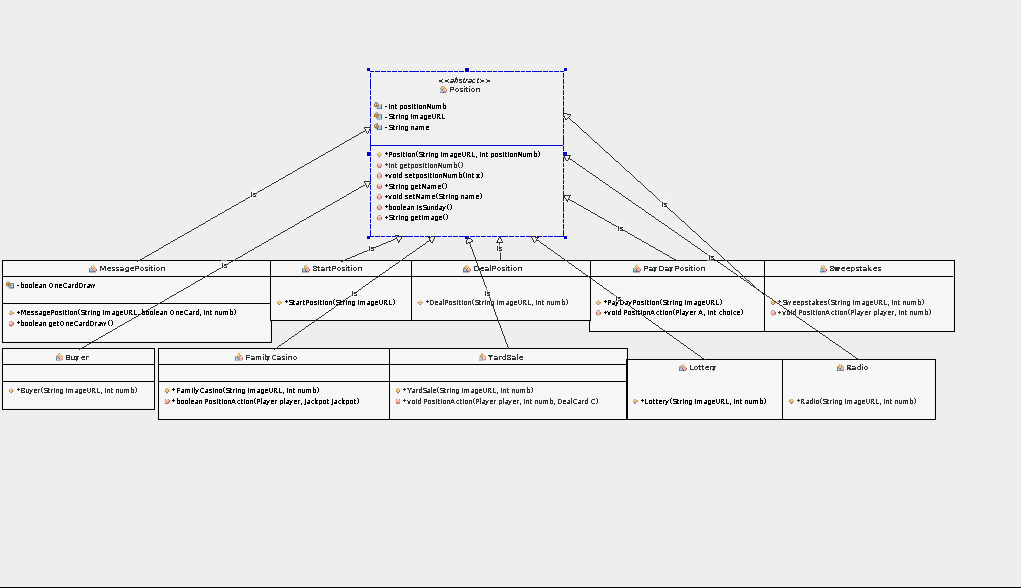 <<abstract>>
Position
- int positionNumb
- String imageURL
- String name
+Position(String imageURL, int positionNumb)
+int getpositionNumb()
+void setpositionNumb(int x)
+String getName()
+void setName(String name)
+boolean isSunday()
+String getImage()
is
is
is
is
is
is
is
is
is
is
is
MessagePosition
- boolean OneCardDraw
+MessagePosition(String imageURL, boolean OneCard, int numb)
+boolean getOneCardDraw()
StartPosition
+StartPosition(String imageURL)
DealPosition
+DealPosition(String imageURL, int numb)
PayDayPosition
+PayDayPosition(String imageURL)
+void PositionAction(Player A, int choice)
Sweepstakes
+Sweepstakes(String imageURL, int numb)
+void PositionAction(Player player, int numb)
Buyer
+Buyer(String imageURL, int numb)
FamilyCasino
+FamilyCasino(String imageURL, int numb)
+boolean PositionAction(Player player, Jackpot jackpot)
YardSale
+YardSale(String imageURL, int numb)
+void PositionAction(Player player, int numb, DealCard C)
Lottery
+Lottery(String imageURL, int numb)
Radio
+Radio(String imageURL, int numb)